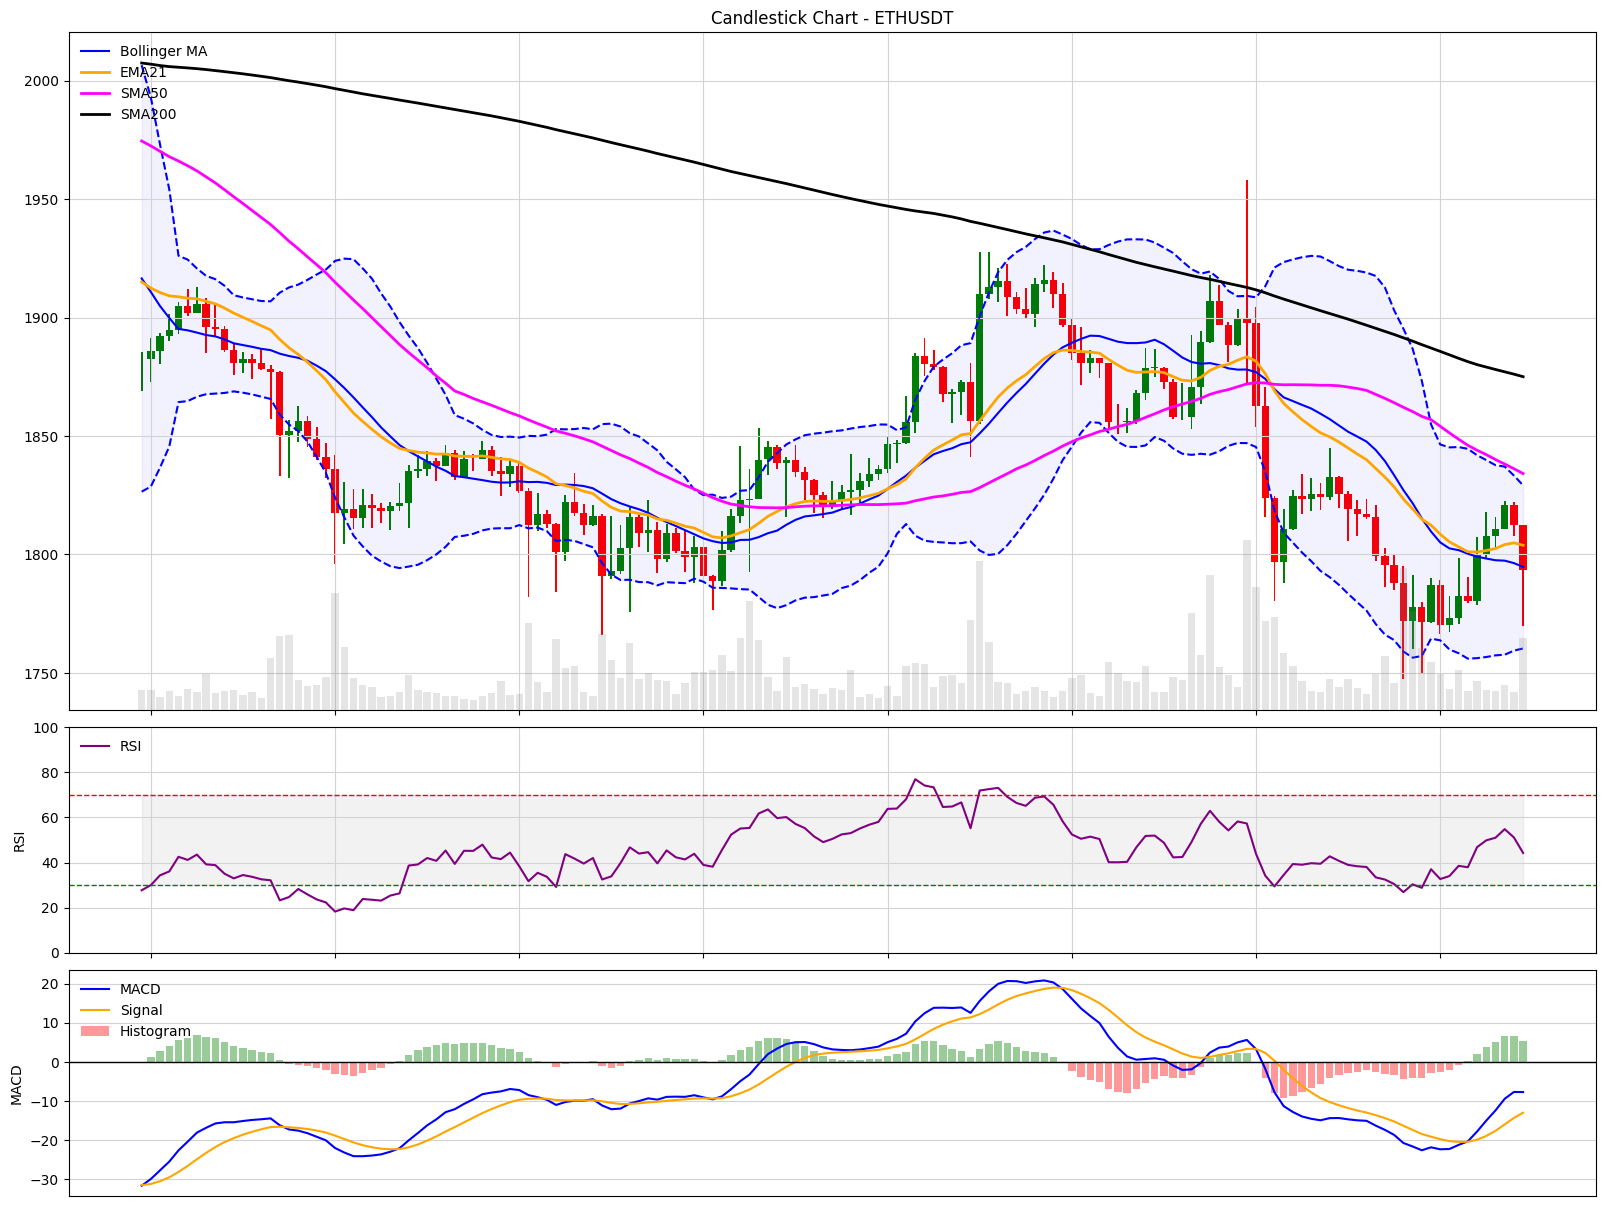 Candlestick Chart - ETHUSDT
Bollinger MA
EMA21
SMA50
SMA200
2000
1950
1900
1850
1800
1750
RSI
100
80
60
40
20
0
RSI
MACD
Signal
Histogram
20
10
0
−10
−20
−30
MACD